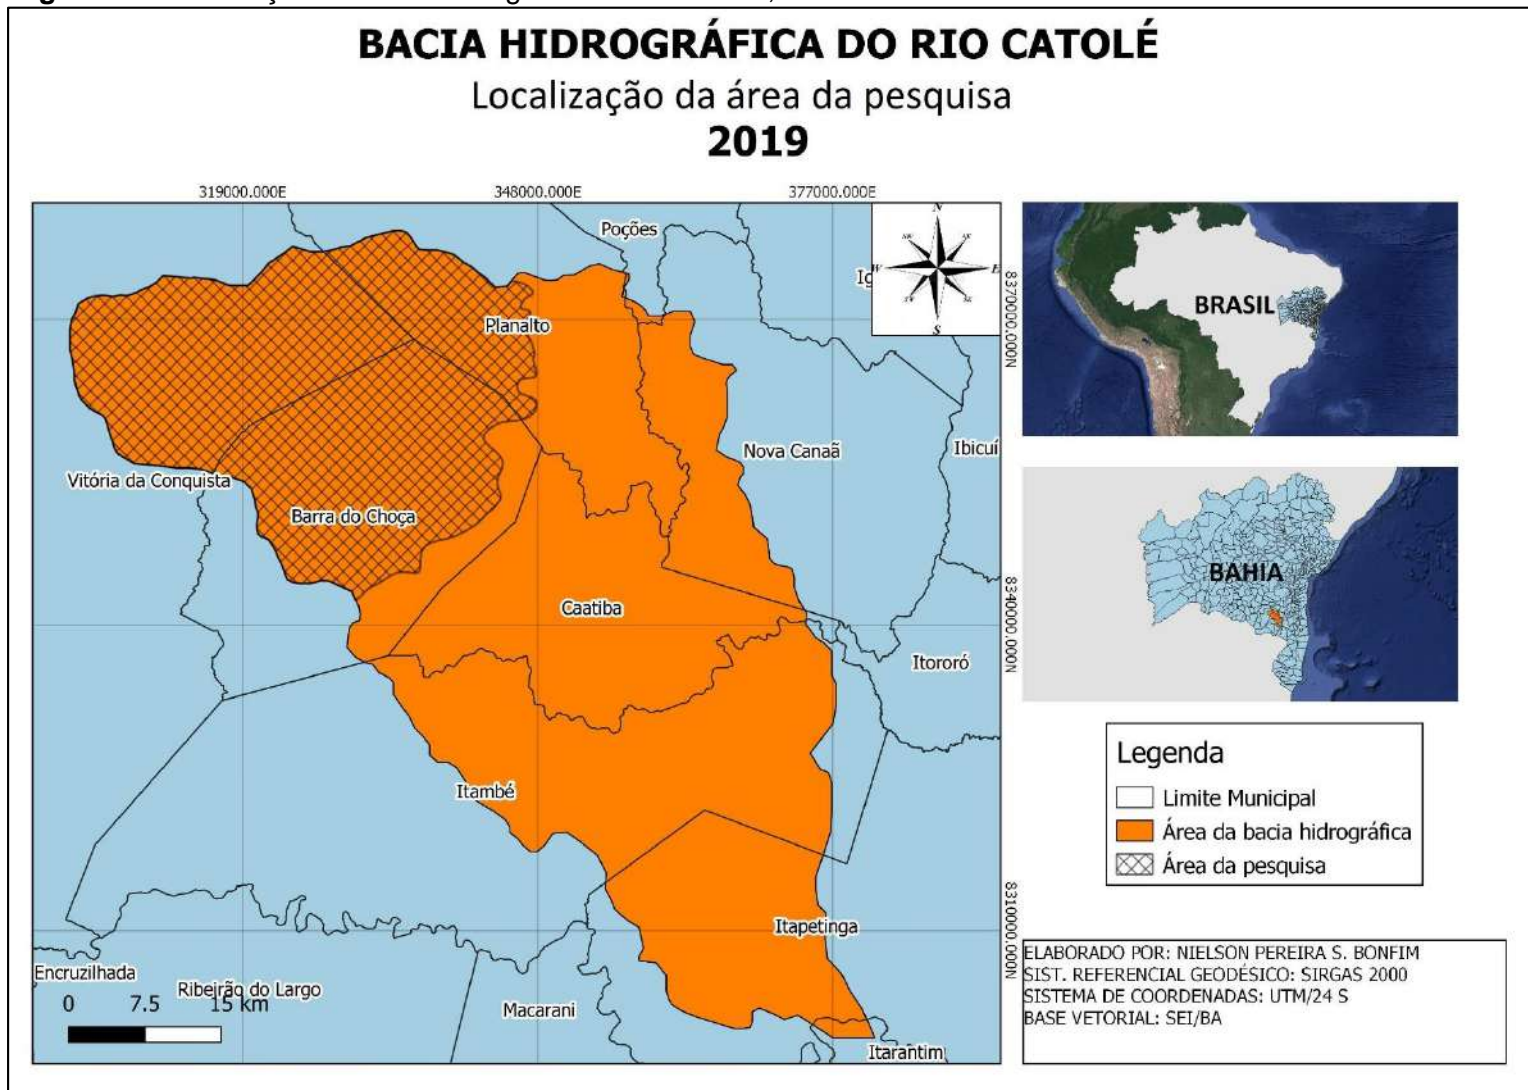 BACIA HIDROGRÁFICA DO RIO CATOLÉ
Localização da área da pesquisa
2019
319000.000E
348000.000E
377000.000E
8370000.000N
8340000.000N
8310000.000N
N
W
E
S
Poções
Ig
Planalto
Nova Canaã
Ibicuí
Vitória da Conquista
Barra do Choça
Caatiba
Itororó
Itambé
Itapetinga
Encruzilhada
Ribeirão do Largo
Macarani
Itarantim
0 7.5 15 km
BRASIL
BAHIA
Legenda
Limite Municipal
Área da bacia hidrográfica
Área da pesquisa
ELABORADO POR: NIELSON PEREIRA S. BONFIM
SIST. REFERENCIAL GEODÉSICO: SIRGAS 2000
SISTEMA DE COORDENADAS: UTM/24 S
BASE VETORIAL: SEI/BA